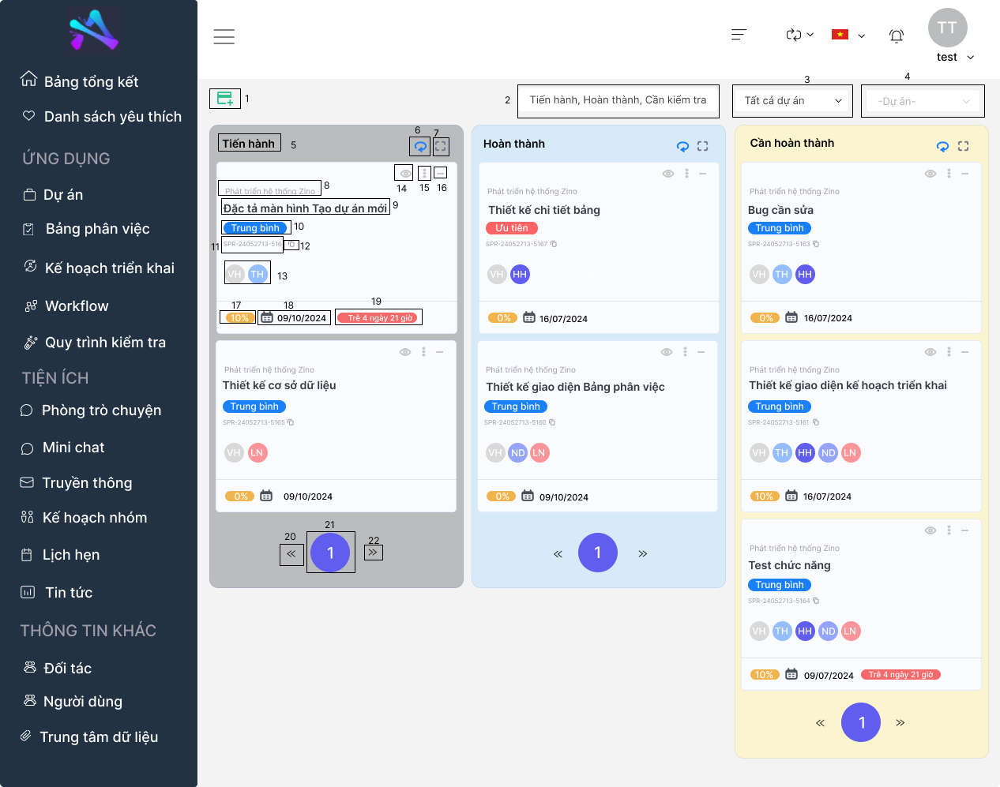 Bảng tổng kết
Danh sách yêu thích
ỨNG DỤNG
Dự án
Bảng phân việc
Kế hoạch triển khai
Workflow
Quy trình kiểm tra
TIỆN ÍCH
Phòng trò chuyện
Mini chat
Truyền thông
Kế hoạch nhóm
Lịch hẹn
Tin tức
THÔNG TIN KHÁC
Đối tác
Người dùng
Trung tâm dữ liệu
TT
test
1
2
Tiến hành, Hoàn thành, Cần kiểm tra
3
Tất cả dự án
4
-Dự án-
Tiến hành
5
6
7
14
15
16
Phát triển hệ thống Zino
8
Đặc tả màn hình Tạo dự án mới
9
Trung bình
10
11
SPR-24052713-516
12
VH TH
13
17
18
19
10%
09/10/2024
Trễ 4 ngày 21 giờ
Phát triển hệ thống Zino
Thiết kế cơ sở dữ liệu
Trung bình
SPR-24052713-5165
VH LN
0%
09/10/2024
20
21
22
«
1
»
Hoàn thành
Phát triển hệ thống Zino
Thiết kế chi tiết bảng
Ưu tiên
SPR-24052713-5167
VH HH
0%
16/07/2024
Phát triển hệ thống Zino
Thiết kế giao diện Bảng phân việc
Trung bình
SPR-24052713-5160
VH ND LN
0%
09/10/2024
«
1
»
Cần hoàn thành
Phát triển hệ thống Zino
Bug cần sửa
Trung bình
SPR-24052713-5163
VH TH HH
0%
16/07/2024
Phát triển hệ thống Zino
Thiết kế giao diện kế hoạch triển khai
Trung bình
SPR-24052713-5161
VH TH HH ND LN
10%
16/07/2024
Phát triển hệ thống Zino
Test chức năng
Trung bình
SPR-24052713-5164
VH TH HH ND LN
10%
09/07/2024
Trễ 4 ngày 21 giờ
«
1
»